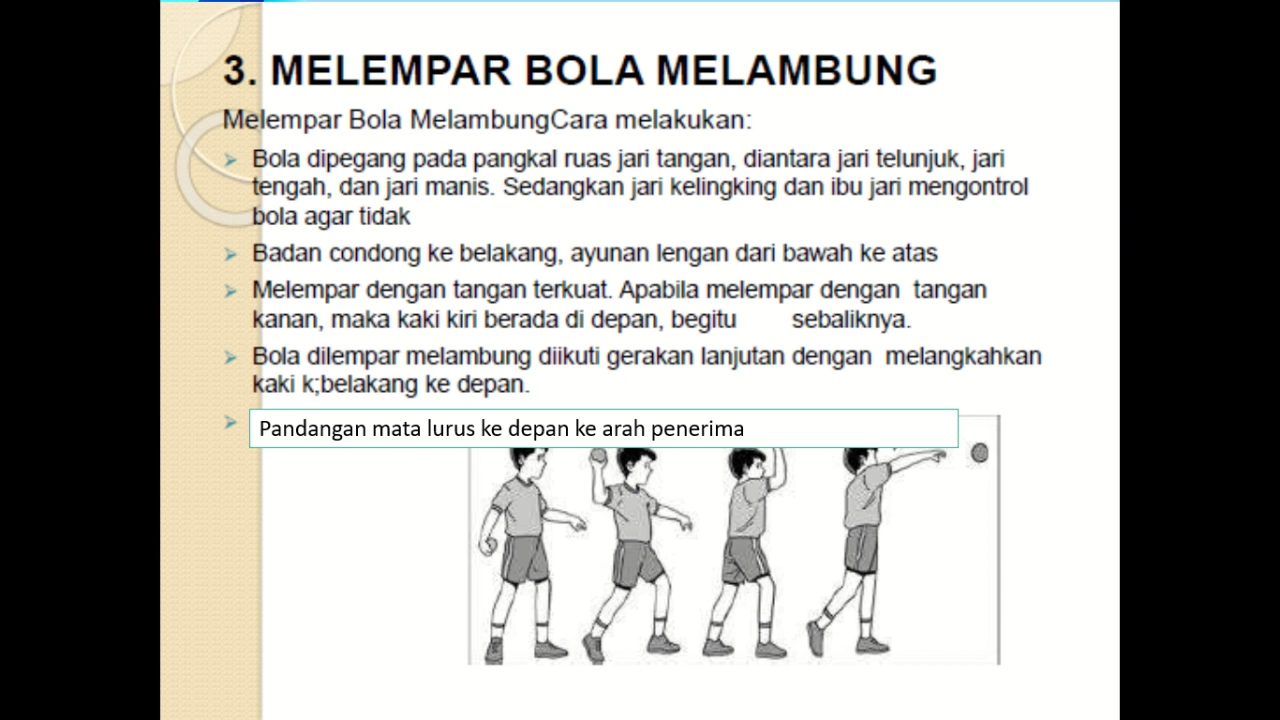 3. MELEMPAR BOLA MELAMBUNG
Melempar Bola MelambungCara melakukan:
Bola dipegang pada pangkal ruas jari tangan, diantara jari telunjuk, jari
tengah, dan jari manis. Sedangkan jari kelingking dan ibu jari mengontrol
bola agar tidak
Badan condong ke belakang, ayunan lengan dari bawah ke atas
Melempar dengan tangan terkuat. Apabila melempar dengan tangan
kanan, maka kaki kiri berada di depan, begitu sebaliknya.
Bola dilempar melambung diikuti gerakan lanjutan dengan melangkahkan
kaki k;belakang ke depan.
Pandangan mata lurus ke depan ke arah penerima